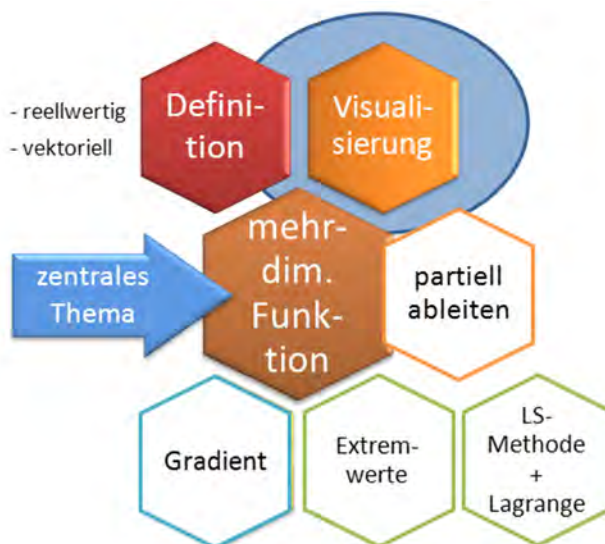 - reellwertig
- vektoriell
Defini-
tion
Visuali-
sierung
zentrales
Thema
mehr-
dim.
Funk-
tion
partiell
ableiten
Gradient
Extrem-
werte
LS-
Methode
+
Lagrange